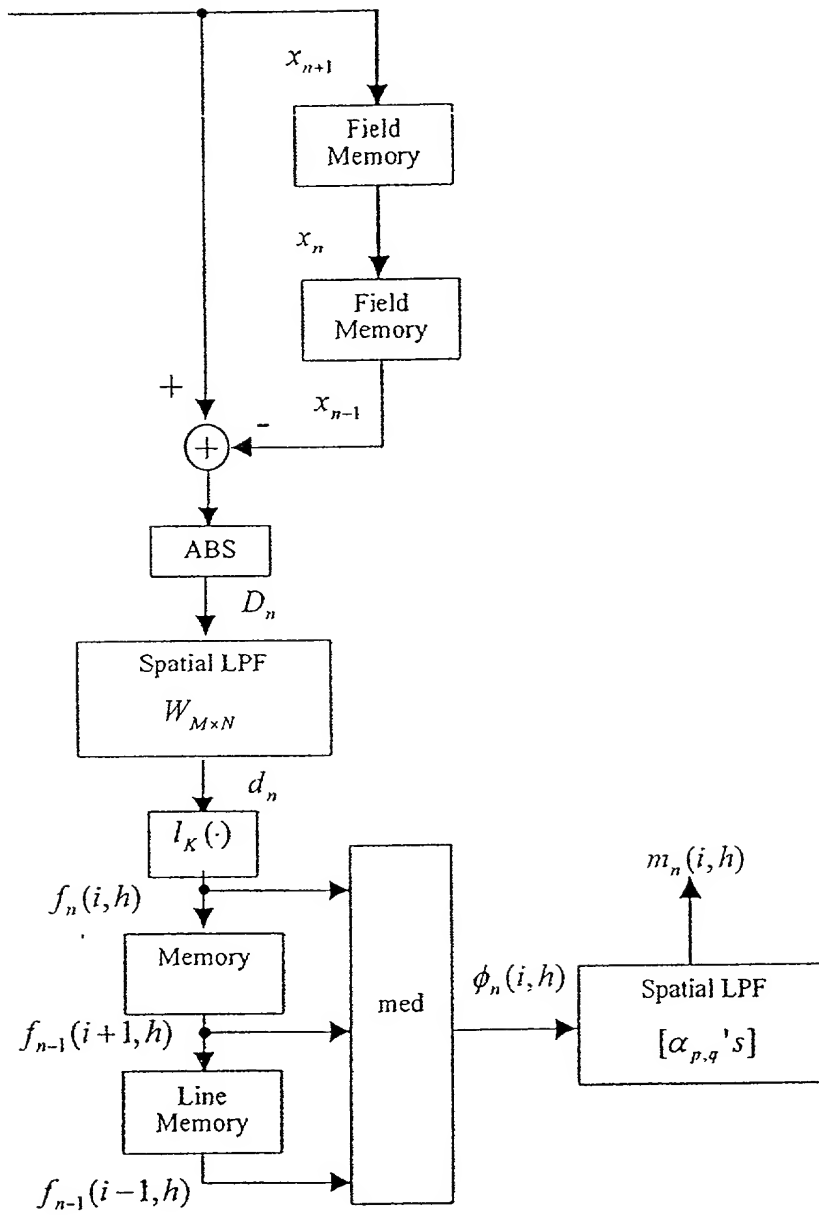 x_{n+1}
Field
Memory
x_n
Field
Memory
+
-
x_{n-1}
+
ABS
D_n
Spatial LPF
W_{M×N}
d_n
l_K(·)
f_n(i,h)
Memory
f_{n-1}(i+1,h)
Line
Memory
f_{n-1}(i-1,h)
med
ϕ_n(i,h)
m_n(i,h)
Spatial LPF
[α_{p,q}'s]